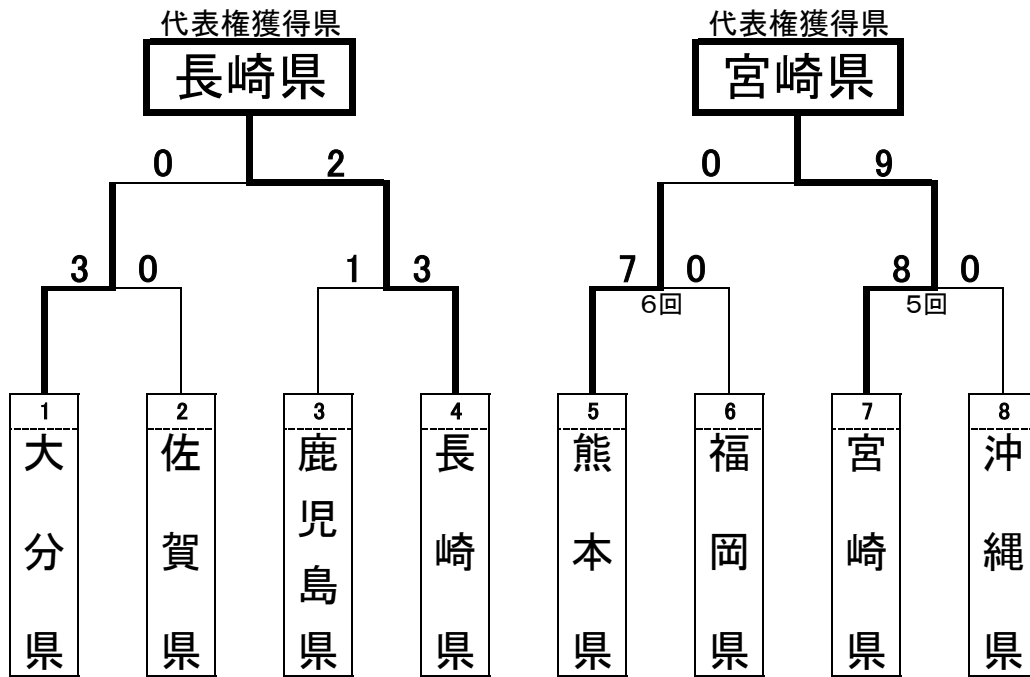 代表権獲得県 代表権獲得県
長崎県 宮崎県
0 2 0 9
3 0 1 3 7 0 8 0
6回 5回
1 2 3 4 5 6 7 8
大分県
佐賀県
鹿児島県
長崎県
熊本県
福岡県
宮崎県
沖縄県